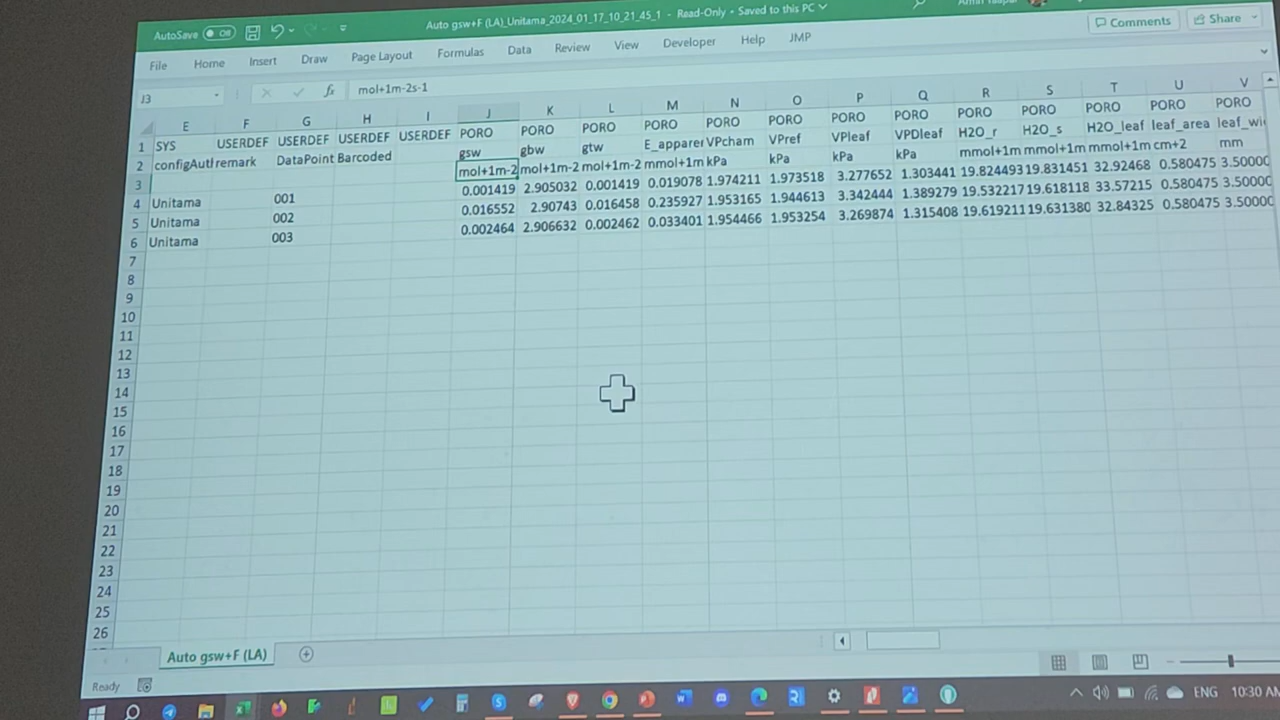 AutoSave Off Auto gsw+F (LA)_Unitama_2024_01_17_10_21_45_1 - Read-Only • Saved to this PC
File Home Insert Draw Page Layout Formulas Data Review View Developer Help JMP Comments Share
J3 fx mol+1m-2s-1
E F G H I J K L M N O P Q R S T U V
1 SYS USERDEF USERDEF USERDEF USERDEF PORO PORO PORO PORO PORO PORO PORO PORO PORO PORO PORO PORO PORO
2 configAutl remark DataPoint Barcoded gsw gbw gtw E_apparer VPcham VPref VPleaf VPDleaf H2O_r H2O_s H2O_leaf leaf_area leaf_wi
3 mol+1m-2 mol+1m-2 mol+1m-2 mmol+1m kPa kPa kPa kPa mmol+1m mmol+1m mmol+1m cm+2 mm
4 Unitama 001 0.001419 2.905032 0.001419 0.019078 1.974211 1.973518 3.277652 1.303441 19.824493 19.831451 32.92468 0.580475 3.50000
5 Unitama 002 0.016552 2.90743 0.016458 0.235927 1.953165 1.944613 3.342444 1.389279 19.532217 19.618118 33.57215 0.580475 3.50000
6 Unitama 003 0.002464 2.906632 0.002462 0.033401 1.954466 1.953254 3.269874 1.315408 19.619211 19.631380 32.84325 0.580475 3.50000
7
8
9
10
11
12
13
14
15
16
17
18
19
20
21
22
23
24
25
26
Auto gsw+F (LA)
Ready
ENG 10:30 AM